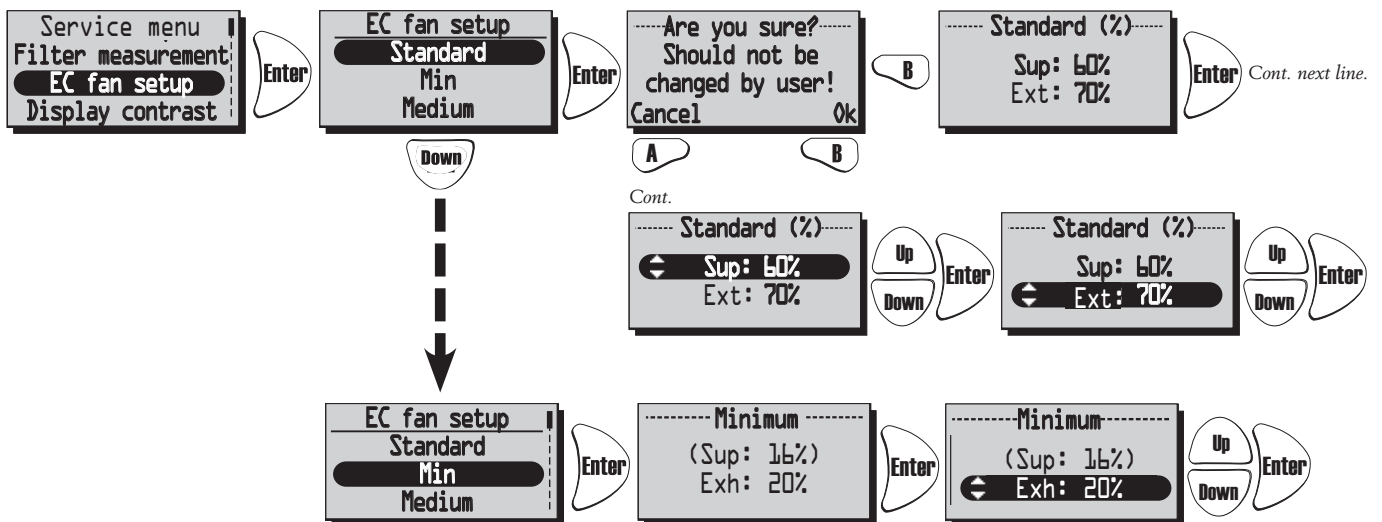 Service menu
Filter measurement
EC fan setup
Display contrast
Enter
EC fan setup
Standard
Min
Medium
Enter
Down
Are you sure?
Should not be
changed by user!
Cancel Ok
A B
B
Standard (%)
Sup: 60%
Ext: 70%
Enter
Cont. next line.
Cont.
Standard (%)
Sup: 60%
Ext: 70%
Up
Down
Enter
Standard (%)
Sup: 60%
Ext: 70%
Up
Down
Enter
EC fan setup
Standard
Min
Medium
Enter
Minimum
(Sup: 16%)
Exh: 20%
Enter
Minimum
(Sup: 16%)
Exh: 20%
Up
Down
Enter